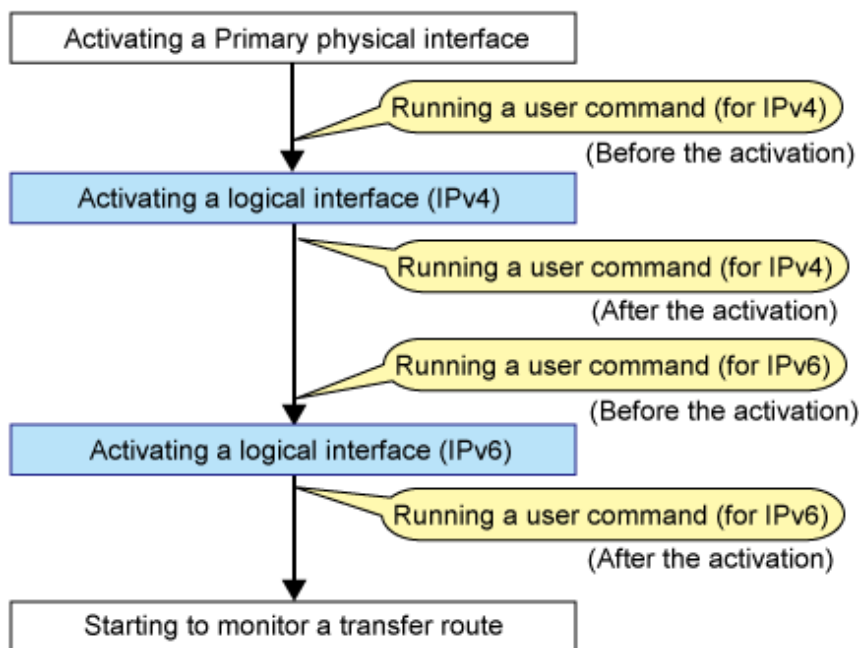 Activating a Primary physical interface
Running a user command (for IPv4)
(Before the activation)
Activating a logical interface (IPv4)
Running a user command (for IPv4)
(After the activation)
Running a user command (for IPv6)
(Before the activation)
Activating a logical interface (IPv6)
Running a user command (for IPv6)
(After the activation)
Starting to monitor a transfer route